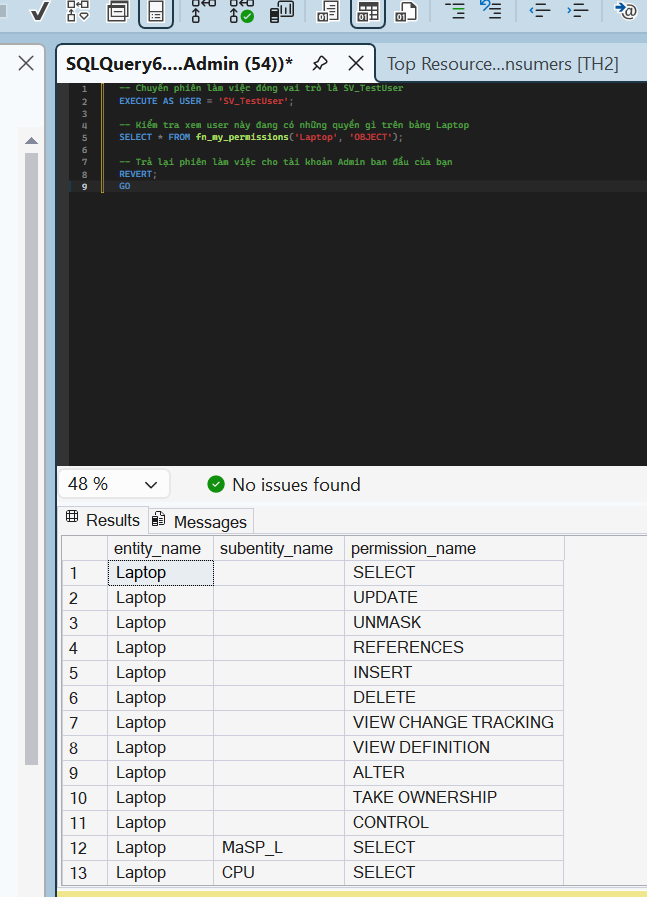 SQLQuery6....Admin (54))*
Top Resource...nsumers [TH2]
1 -- Chuyển phiên làm việc đóng vai trò là SV_TestUser
2 EXECUTE AS USER = 'SV_TestUser';
3
4 -- Kiểm tra xem user này đang có những quyền gì trên bảng Laptop
5 SELECT * FROM fn_my_permissions('Laptop', 'OBJECT');
6
7 -- Trả lại phiên làm việc cho tài khoản Admin ban đầu của bạn
8 REVERT;
9 GO
48 % No issues found
Results Messages
entity_name subentity_name permission_name
1 Laptop SELECT
2 Laptop UPDATE
3 Laptop UNMASK
4 Laptop REFERENCES
5 Laptop INSERT
6 Laptop DELETE
7 Laptop VIEW CHANGE TRACKING
8 Laptop VIEW DEFINITION
9 Laptop ALTER
10 Laptop TAKE OWNERSHIP
11 Laptop CONTROL
12 Laptop MaSP_L SELECT
13 Laptop CPU SELECT